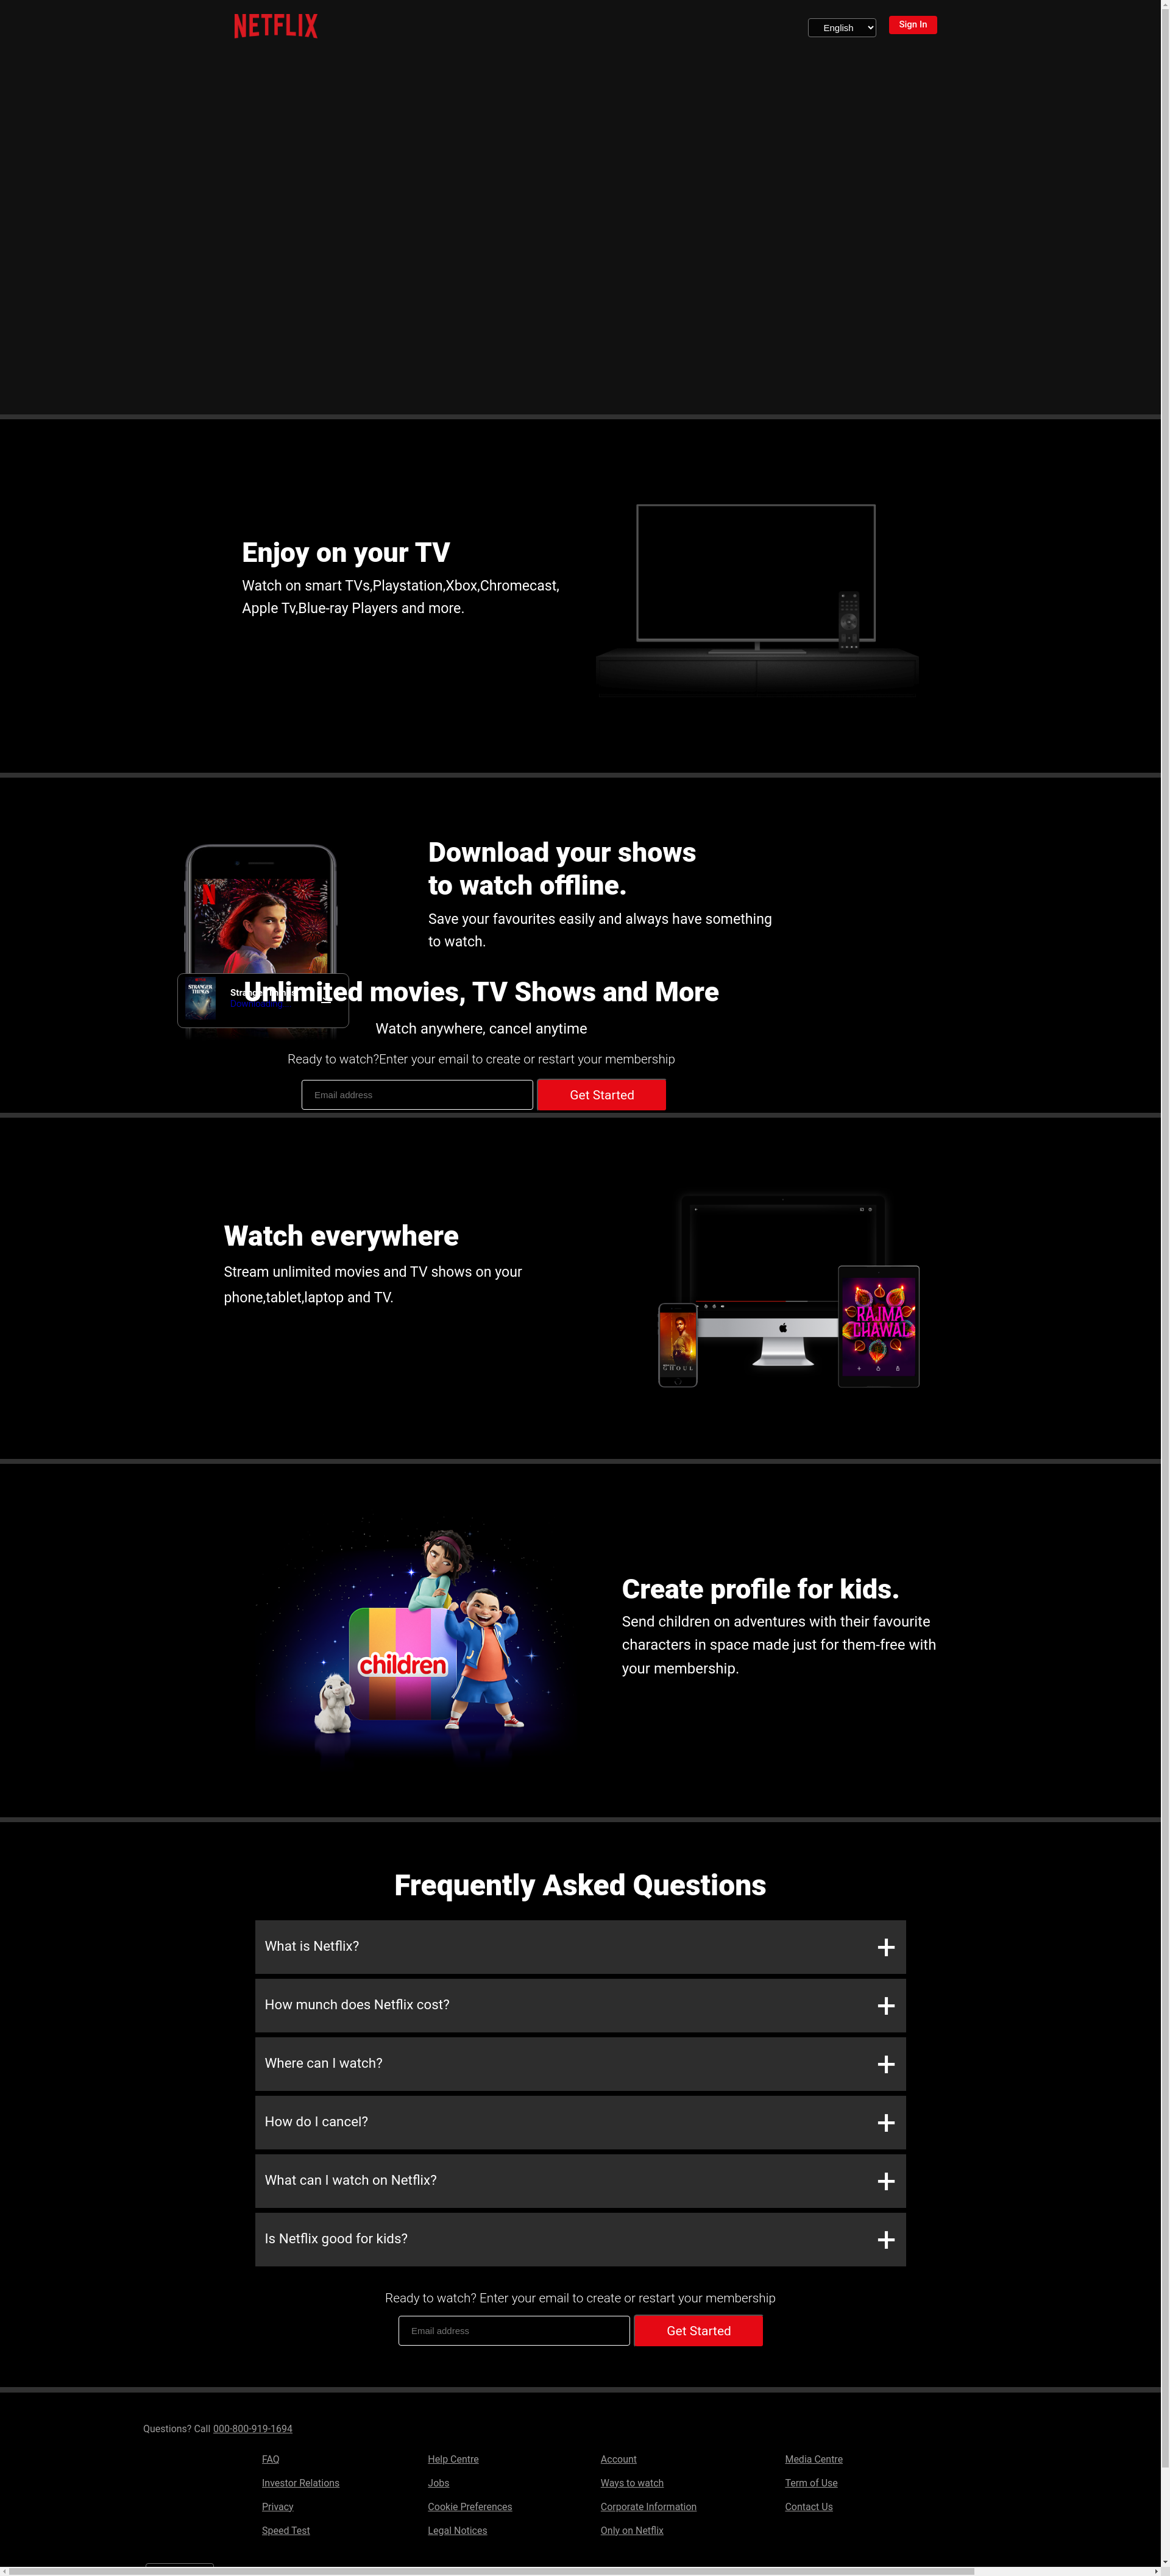 NETFLIX
English
Sign In
Enjoy on your TV
Watch on smart TVs,Playstation,Xbox,Chromecast,
Apple Tv,Blue-ray Players and more.
Download your shows
to watch offline.
Save your favourites easily and always have something
to watch.
N
STRANGER
THINGS
Unlimited movies, TV Shows and More
Watch anywhere, cancel anytime
Ready to watch?Enter your email to create or restart your membership
Email address
Get Started
Watch everywhere
Stream unlimited movies and TV shows on your
phone,tablet,laptop and TV.
GHOUL
RAJMA
CHAWAL
children
Create profile for kids.
Send children on adventures with their favourite
characters in space made just for them-free with
your membership.
Frequently Asked Questions
What is Netflix?
How munch does Netflix cost?
Where can I watch?
How do I cancel?
What can I watch on Netflix?
Is Netflix good for kids?
Ready to watch? Enter your email to create or restart your membership
Email address
Get Started
Questions? Call 000-800-919-1694
FAQ
Help Centre
Account
Media Centre
Investor Relations
Jobs
Ways to watch
Term of Use
Privacy
Cookie Preferences
Corporate Information
Contact Us
Speed Test
Legal Notices
Only on Netflix